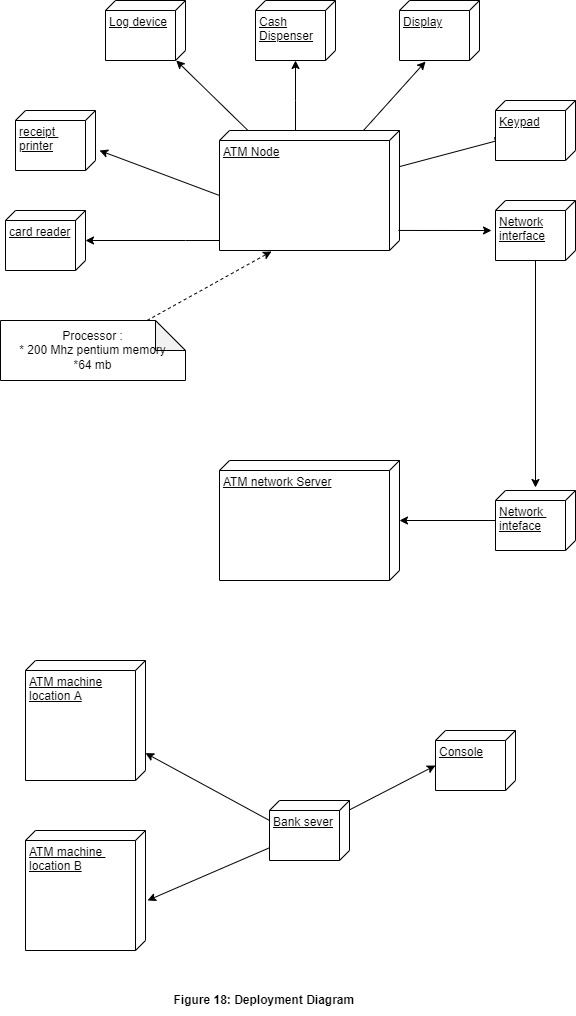 Log device
Cash
Dispenser
Display
receipt
printer
ATM Node
Keypad
card reader
Network
interface
Processor :
* 200 Mhz pentium memory
*64 mb
ATM network Server
Network
inteface
ATM machine
location A
Console
Bank sever
ATM machine
location B
Figure 18: Deployment Diagram